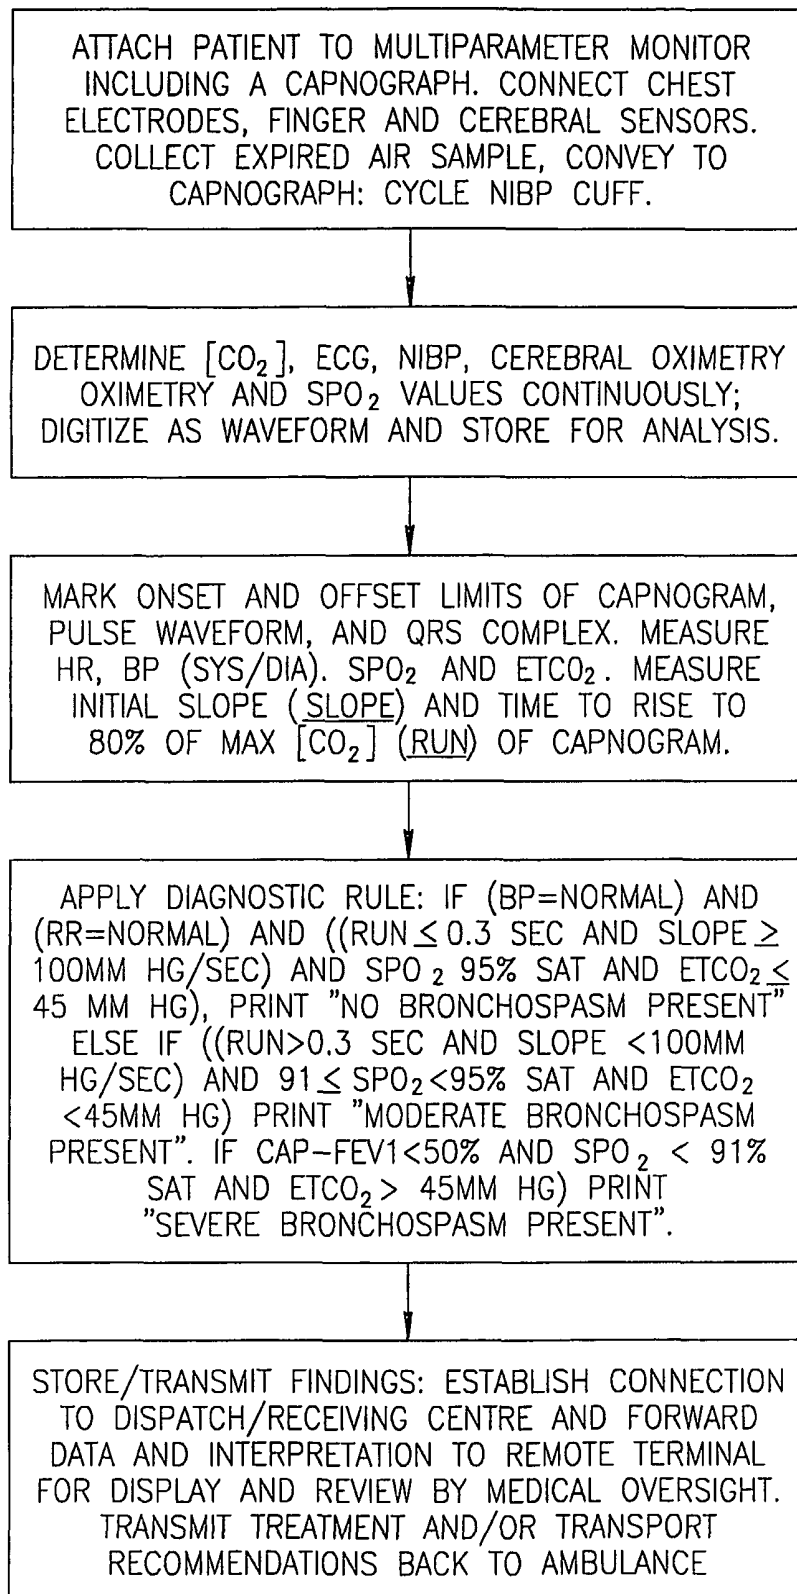 ATTACH PATIENT TO MULTIPARAMETER MONITOR
INCLUDING A CAPNOGRAPH. CONNECT CHEST
ELECTRODES, FINGER AND CEREBRAL SENSORS.
COLLECT EXPIRED AIR SAMPLE, CONVEY TO
CAPNOGRAPH: CYCLE NIBP CUFF.
DETERMINE [CO₂], ECG, NIBP, CEREBRAL OXIMETRY
OXIMETRY AND SPO₂ VALUES CONTINUOUSLY;
DIGITIZE AS WAVEFORM AND STORE FOR ANALYSIS.
MARK ONSET AND OFFSET LIMITS OF CAPNOGRAM,
PULSE WAVEFORM, AND QRS COMPLEX. MEASURE
HR, BP (SYS/DIA). SPO₂ AND ETCO₂. MEASURE
INITIAL SLOPE (SLOPE) AND TIME TO RISE TO
80% OF MAX [CO₂] (RUN) OF CAPNOGRAM.
APPLY DIAGNOSTIC RULE: IF (BP=NORMAL) AND
(RR=NORMAL) AND ((RUN ≤ 0.3 SEC AND SLOPE ≥
100MM HG/SEC) AND SPO₂ 95% SAT AND ETCO₂ ≤
45 MM HG), PRINT "NO BRONCHOSPASM PRESENT"
ELSE IF ((RUN>0.3 SEC AND SLOPE <100MM
HG/SEC) AND 91 ≤ SPO₂<95% SAT AND ETCO₂
<45MM HG) PRINT "MODERATE BRONCHOSPASM
PRESENT". IF CAP-FEV1<50% AND SPO₂ < 91%
SAT AND ETCO₂> 45MM HG) PRINT
"SEVERE BRONCHOSPASM PRESENT".
STORE/TRANSMIT FINDINGS: ESTABLISH CONNECTION
TO DISPATCH/RECEIVING CENTRE AND FORWARD
DATA AND INTERPRETATION TO REMOTE TERMINAL
FOR DISPLAY AND REVIEW BY MEDICAL OVERSIGHT.
TRANSMIT TREATMENT AND/OR TRANSPORT
RECOMMENDATIONS BACK TO AMBULANCE